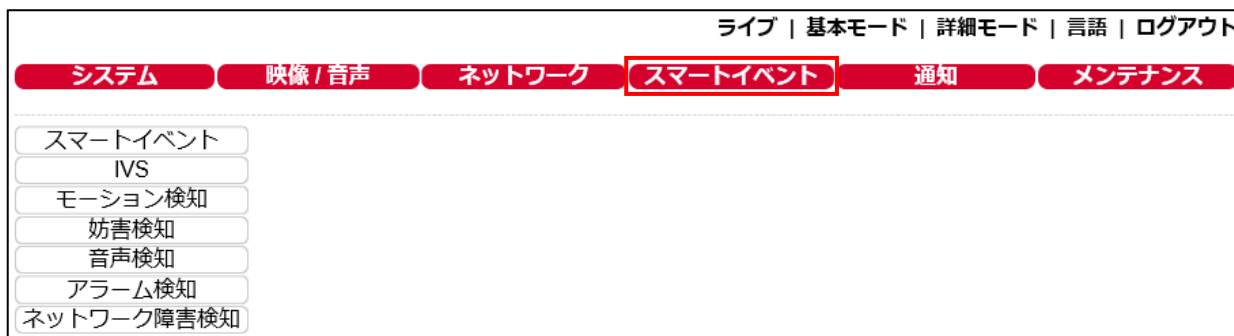 ライブ | 基本モード | 詳細モード | 言語 | ログアウト
システム 映像 / 音声 ネットワーク スマートイベント 通知 メンテナンス
スマートイベント
IVS
モーション検知
妨害検知
音声検知
アラーム検知
ネットワーク障害検知